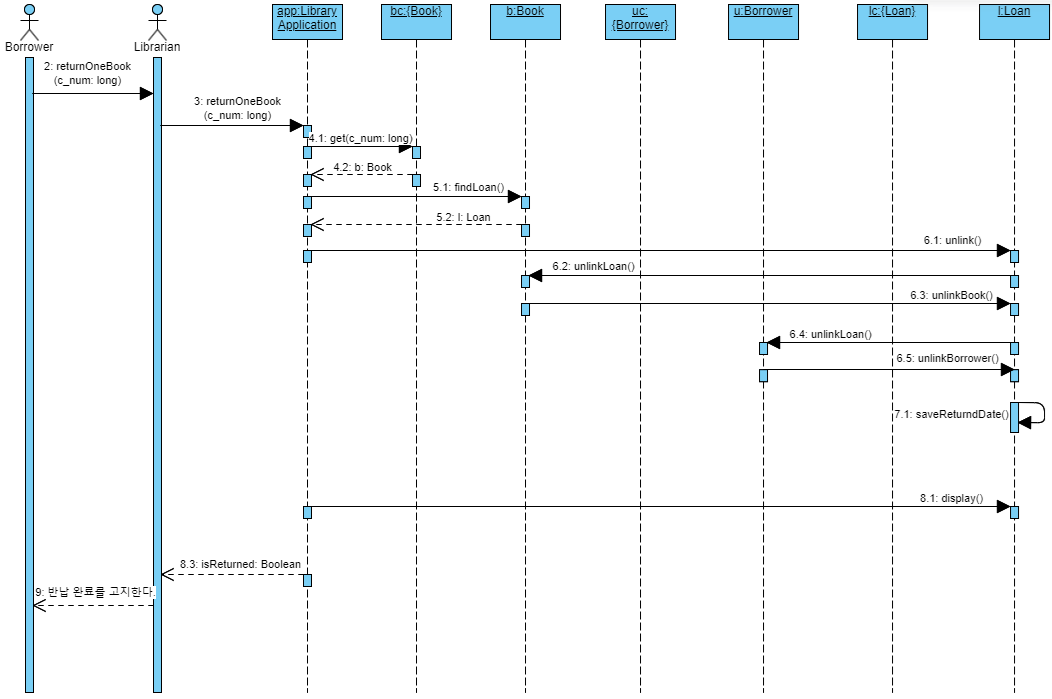 app:Library
Application
bc:{Book}
b:Book
uc:
{Borrower}
u:Borrower
lc:{Loan}
l:Loan
Borrower
Librarian
2: returnOneBook
(c_num: long)
3: returnOneBook
(c_num: long)
4.1: get(c_num: long)
4.2: b: Book
5.1: findLoan()
5.2: l: Loan
6.1: unlink()
6.2: unlinkLoan()
6.3: unlinkBook()
6.4: unlinkLoan()
6.5: unlinkBorrower()
7.1: saveReturndDate()
8.1: display()
8.3: isReturned: Boolean
9: 반납 완료를 고지한다.